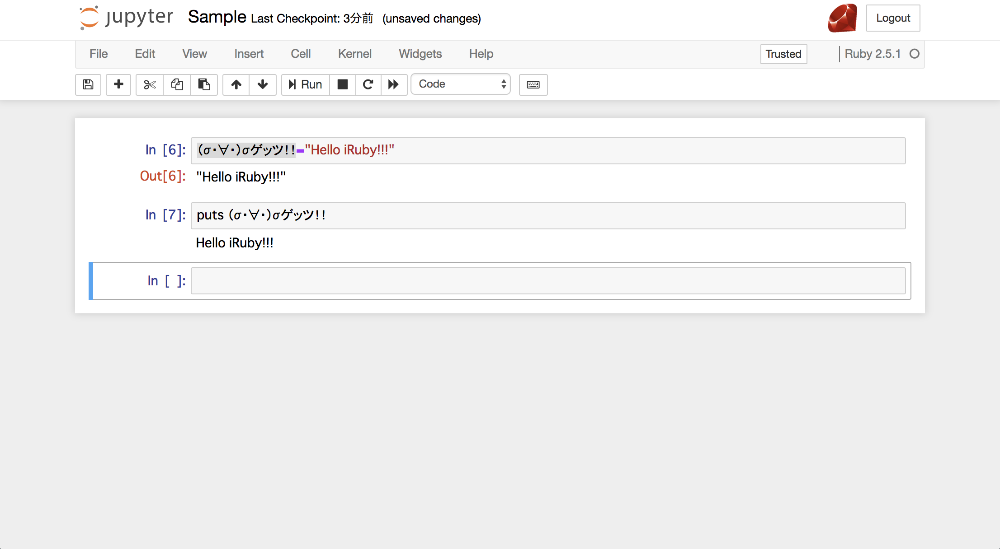 jupyter Sample Last Checkpoint: 3分前 (unsaved changes) Logout
File Edit View Insert Cell Kernel Widgets Help Trusted Ruby 2.5.1
Run Code
In [6]: (σ・∀・)σゲッツ!!="Hello iRuby!!!"
Out[6]: "Hello iRuby!!!"
In [7]: puts (σ・∀・)σゲッツ!!
Hello iRuby!!!
In [ ]: